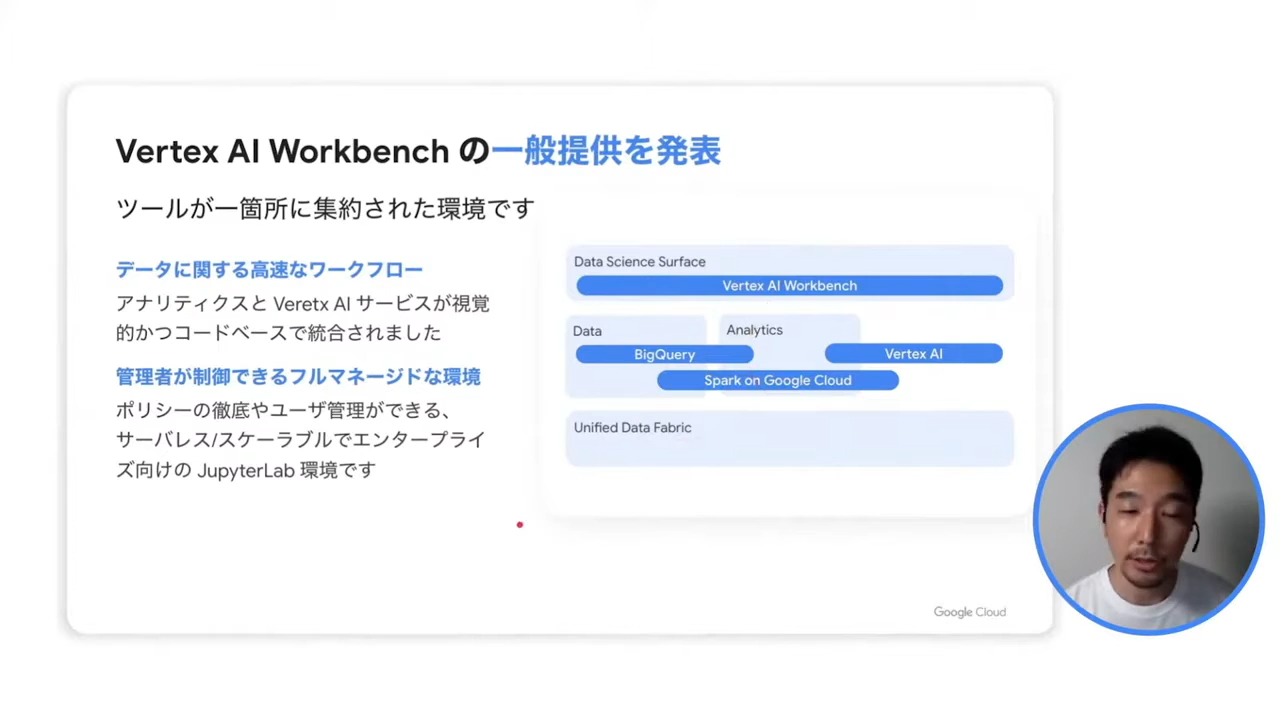 Vertex AI Workbench の一般提供を発表
ツールが一箇所に集約された環境です
データに関する高速なワークフロー
アナリティクスと Veretx AI サービスが視覚
的かつコードベースで統合されました
管理者が制御できるフルマネージドな環境
ポリシーの徹底やユーザ管理ができる、
サーバレス/スケーラブルでエンタープライ
ズ向けの JupyterLab 環境です
Data Science Surface
Vertex AI Workbench
Data
Analytics
BigQuery
Vertex AI
Spark on Google Cloud
Unified Data Fabric
Google Cloud